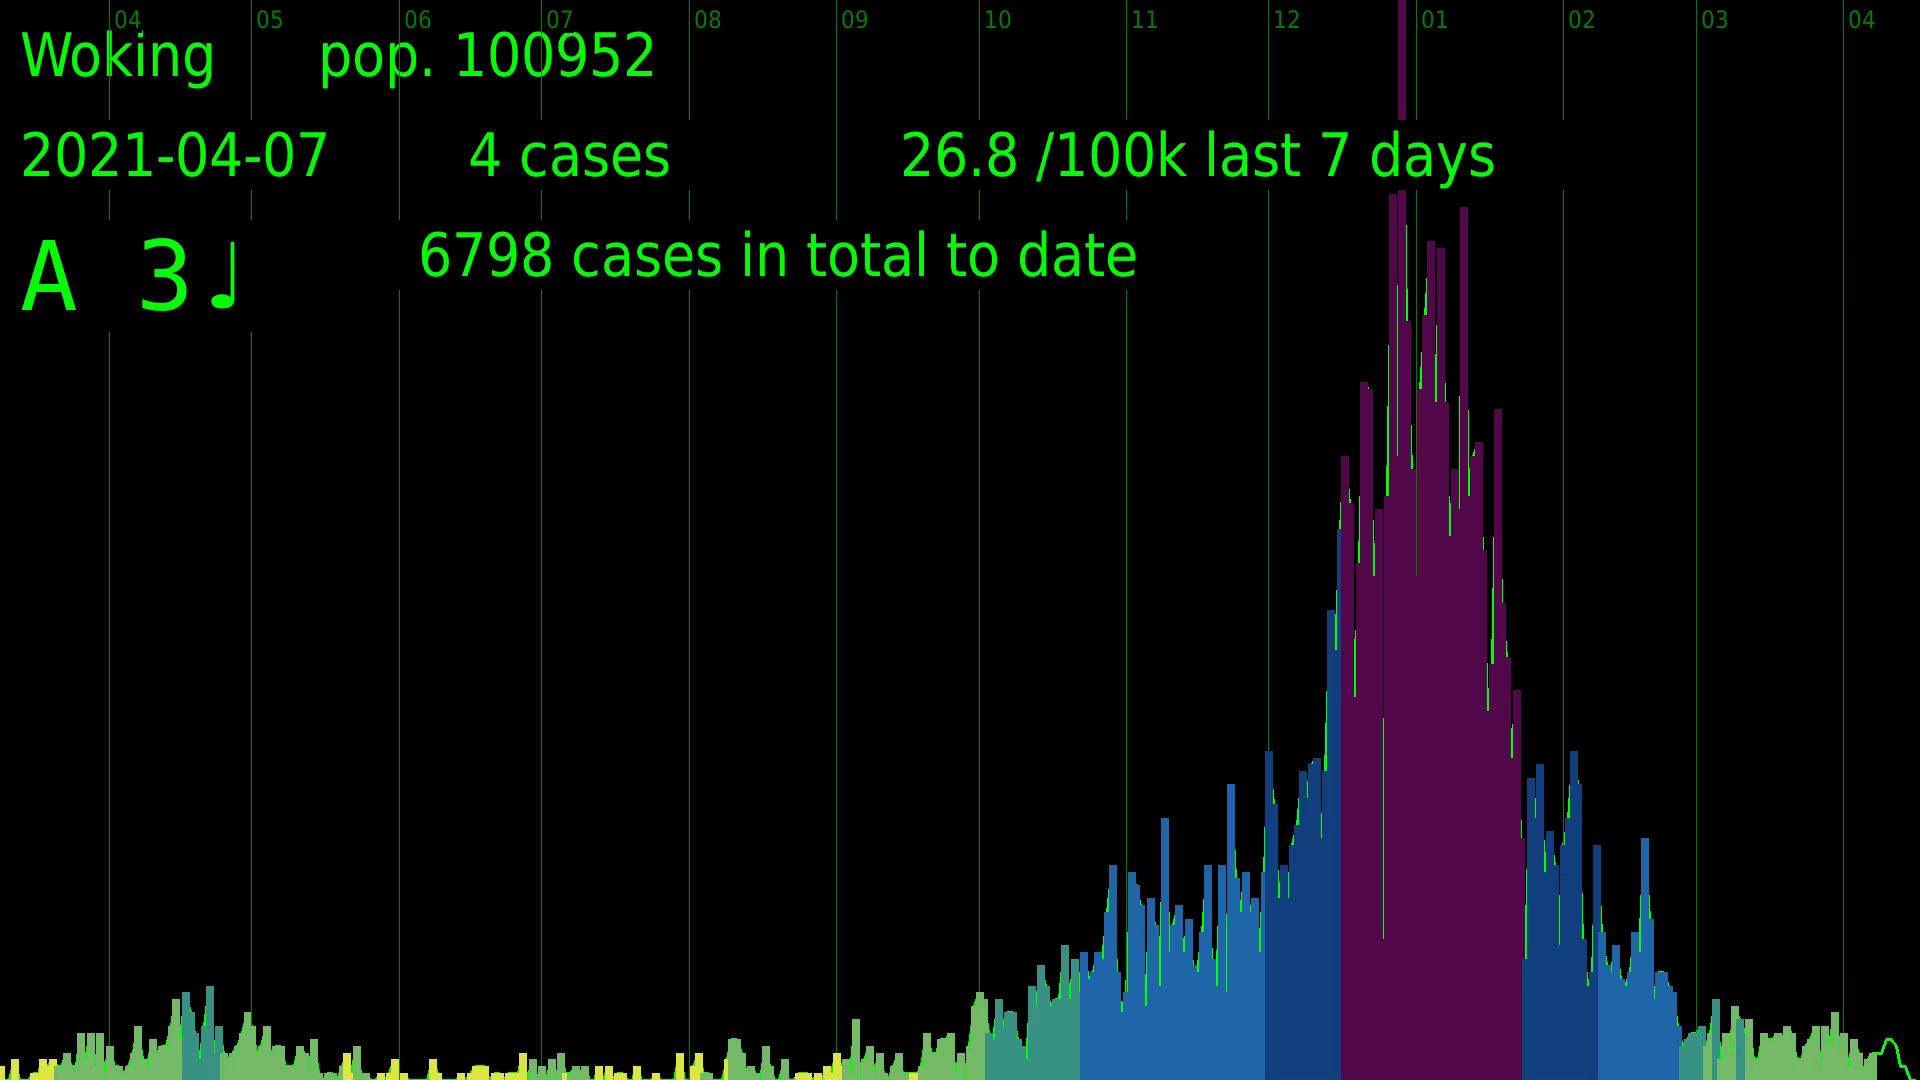 04 05 06 07 08 09 10 11 12 01 02 03 04
Woking pop. 100952
2021-04-07 4 cases 26.8 /100k last 7 days
A 3♩ 6798 cases in total to date